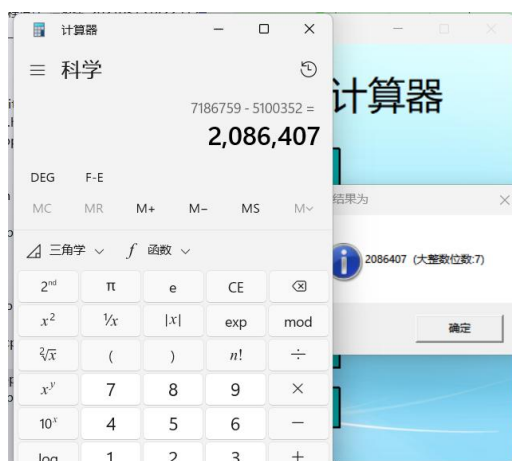 计算器
科学
7186759 - 5100352 =
2,086,407
DEG F-E
MC MR M+ M- MS M
三角学 f 函数
2nd π e CE
x² ¹/x |x| exp mod
²√x ( ) n! ÷
xʸ 7 8 9 ×
10ˣ 4 5 6 −
log 1 2 3 +
计算器
结果为
2086407 (大整数位数:7)
确定